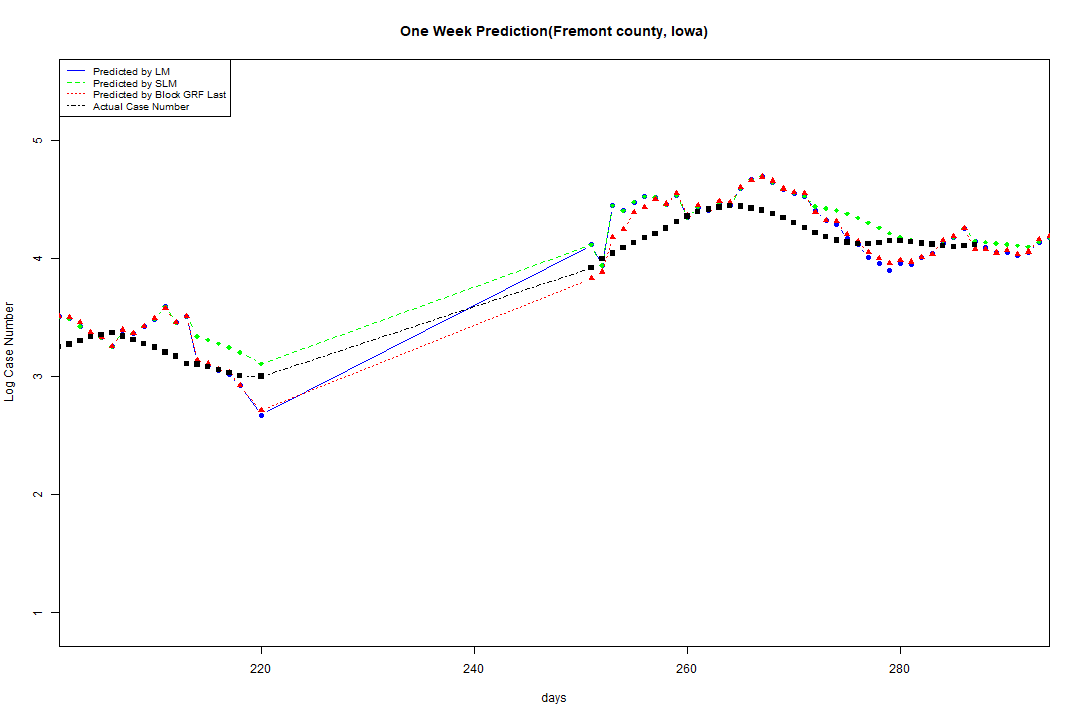 One Week Prediction(Fremont county, Iowa)
Predicted by LM
Predicted by SLM
Predicted by Block GRF Last
Actual Case Number
5
4
3
2
1
Log Case Number
220 240 260 280
days